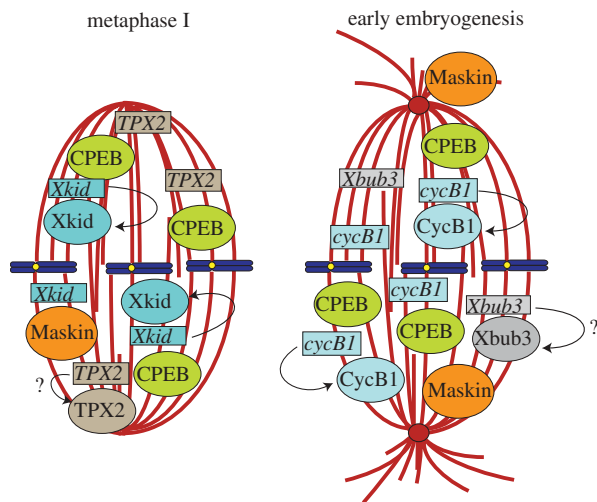 metaphase I
TPX2
CPEB
Xkid
TPX2
Xkid
CPEB
Xkid
Xkid
Maskin
Xkid
TPX2
CPEB
?
TPX2
early embryogenesis
Maskin
CPEB
Xbub3
cycB1
cycB1
CycB1
cycB1
CPEB
Xbub3
CPEB
?
cycB1
Xbub3
CycB1
Maskin